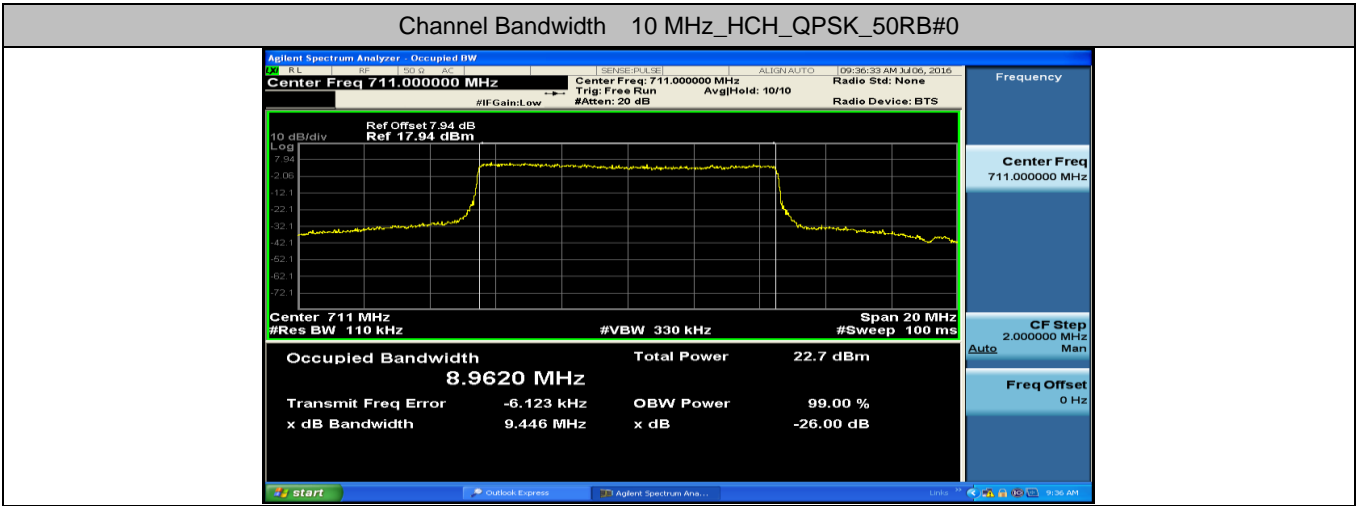 Channel Bandwidth 10 MHz_HCH_QPSK_50RB#0
Agilent Spectrum Analyzer - Occupied BW
LXI RL RF 50 Ω AC SENSE:PULSE ALIGN AUTO 09:36:33 AM Jul 06, 2016
Center Freq 711.000000 MHz Center Freq: 711.000000 MHz Radio Std: None
Trig: Free Run Avg|Hold: 10/10
#IFGain:Low #Atten: 20 dB Radio Device: BTS
Frequency
Ref Offset 7.94 dB
10 dB/div Ref 17.94 dBm
Log
7.94
-2.06
-12.1
-22.1
-32.1
-42.1
-52.1
-62.1
-72.1
Center Freq
711.000000 MHz
Center 711 MHz Span 20 MHz
#Res BW 110 kHz #VBW 330 kHz #Sweep 100 ms
CF Step
2.000000 MHz
Auto Man
Occupied Bandwidth Total Power 22.7 dBm
8.9620 MHz
Transmit Freq Error -6.123 kHz OBW Power 99.00 %
x dB Bandwidth 9.446 MHz x dB -26.00 dB
Freq Offset
0 Hz
start Outlook Express Agilent Spectrum Ana... Links » 9:36 AM